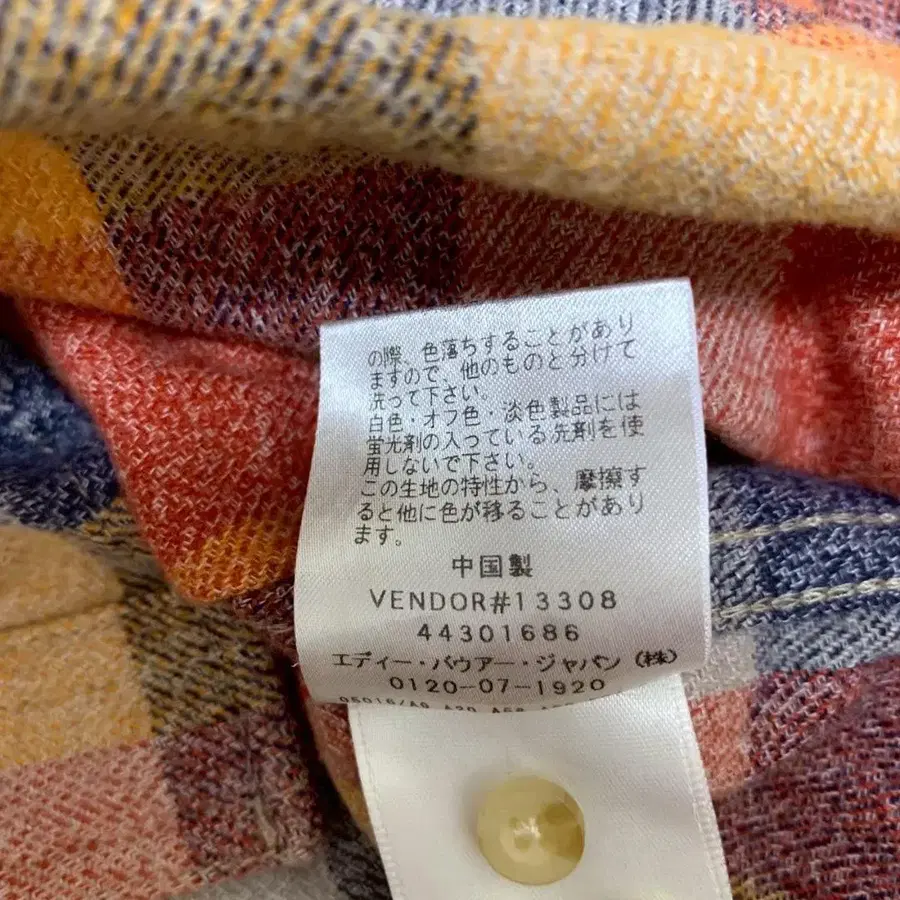 の際、色落ちすることがあり
ますので、他のものと分けて
洗って下さい。
白色・オフ色・淡色製品には
蛍光剤の入っている洗剤を使
用しないで下さい。
この生地の特性から、摩擦す
ると他に色が移ることがあり
ます。
中国製
VENDOR#13308
44301686
エディー・バウアー・ジャパン(株)
0120-07-1920